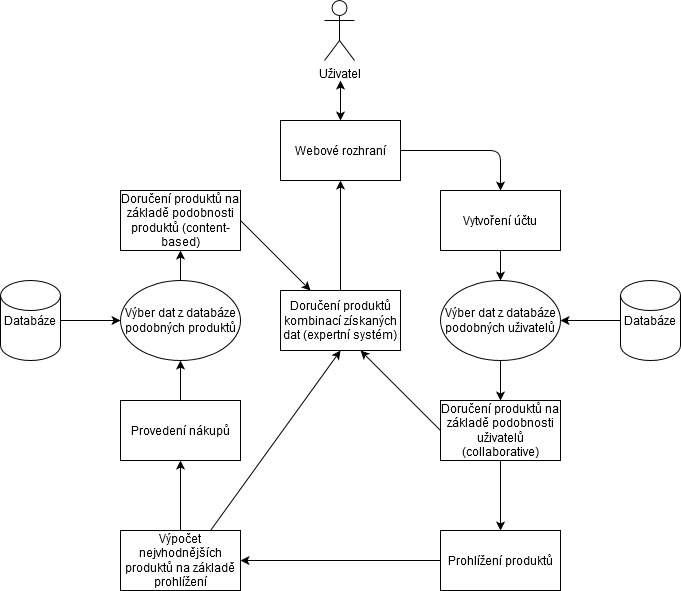 Uživatel
Webové rozhraní
Doručení produktů na
základě podobnosti
produktů (content-
based)
Vytvoření účtu
Databáze
Výběr dat z databáze
podobných produktů
Doručení produktů
kombinací získaných
dat (expertní systém)
Výběr dat z databáze
podobných uživatelů
Databáze
Provedení nákupů
Doručení produktů na
základě podobnosti
uživatelů
(collaborative)
Výpočet
nejvhodnějších
produktů na základě
prohlížení
Prohlížení produktů